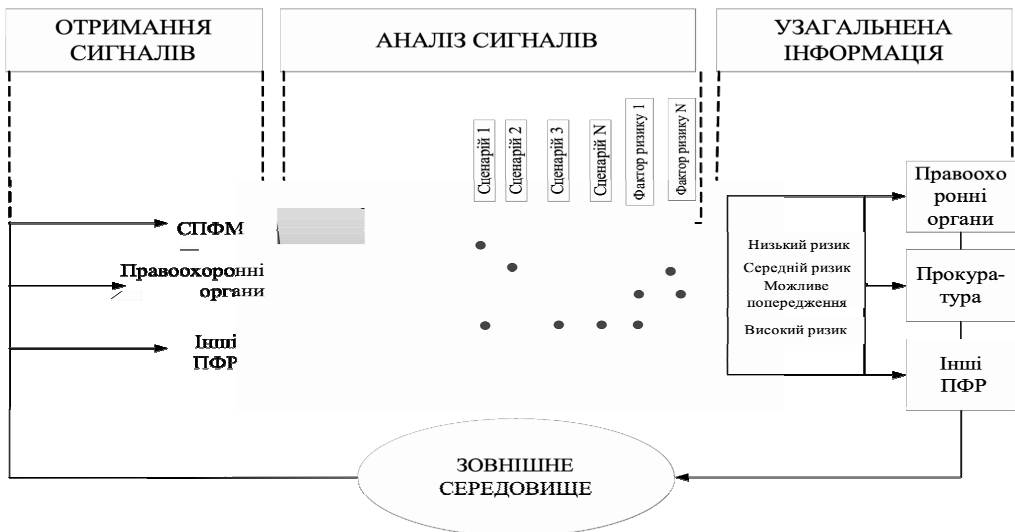 ОТРИМАННЯ
СИГНАЛІВ
АНАЛІЗ СИГНАЛІВ
УЗАГАЛЬНЕНА
ІНФОРМАЦІЯ
Сценарій 1
Сценарій 2
Сценарій 3
Сценарій N
Фактор ризику 1
Фактор ризику N
СПФМ
Правоохоронні
органи
Інші
ПФР
Низький ризик
Середній ризик
Можливе
попередження
Високий ризик
Правоохо
ронні
органи
Прокура-
тура
Інші
ПФР
ЗОВНІШНЕ
СЕРЕДОВИЩЕ